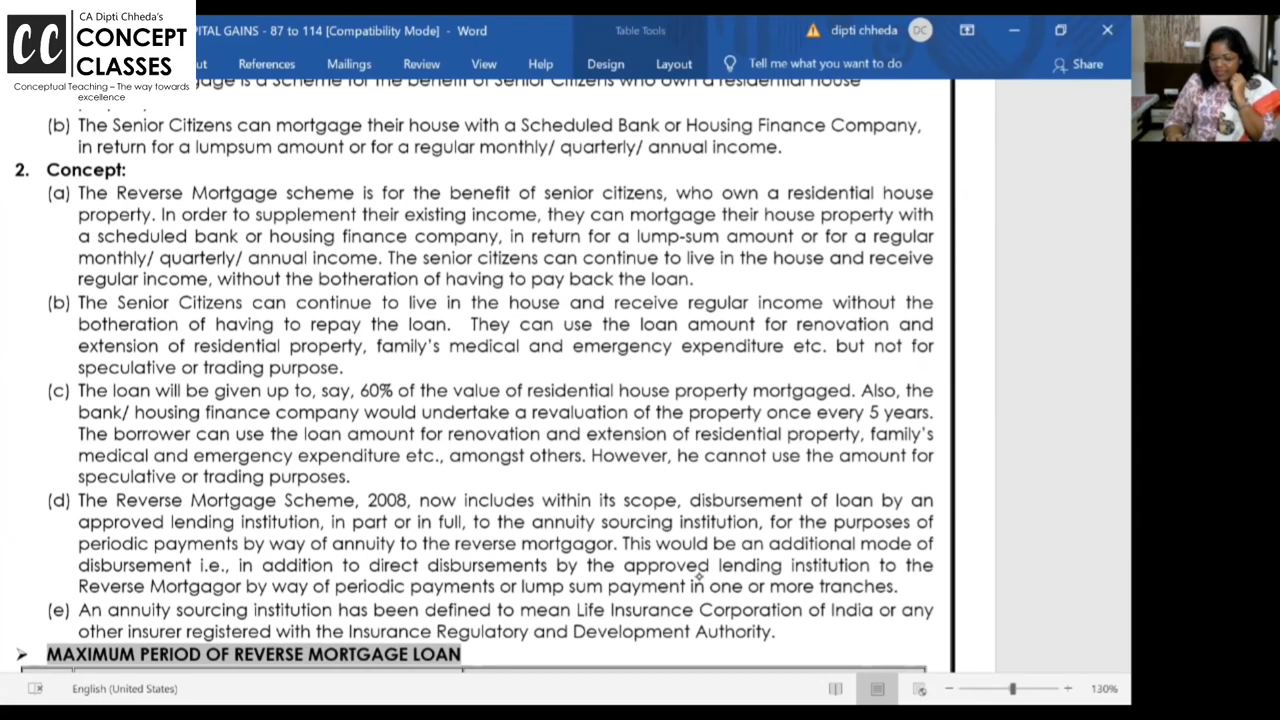 CA Dipti Chheda's
CONCEPT
CLASSES
CC
Conceptual Teaching – The way towards
excellence
PITAL GAINS - 87 to 114 [Compatibility Mode] - Word
Table Tools
dipti chheda
DC
ut
References
Mailings
Review
View
Help
Design
Layout
Tell me what you want to do
Share
gage is a Scheme for the benefit of Senior Citizens who own a residential house
(b) The Senior Citizens can mortgage their house with a Scheduled Bank or Housing Finance Company,
in return for a lumpsum amount or for a regular monthly/ quarterly/ annual income.
2. Concept:
(a) The Reverse Mortgage scheme is for the benefit of senior citizens, who own a residential house
property. In order to supplement their existing income, they can mortgage their house property with
a scheduled bank or housing finance company, in return for a lump-sum amount or for a regular
monthly/ quarterly/ annual income. The senior citizens can continue to live in the house and receive
regular income, without the botheration of having to pay back the loan.
(b) The Senior Citizens can continue to live in the house and receive regular income without the
botheration of having to repay the loan. They can use the loan amount for renovation and
extension of residential property, family's medical and emergency expenditure etc. but not for
speculative or trading purpose.
(c) The loan will be given up to, say, 60% of the value of residential house property mortgaged. Also, the
bank/ housing finance company would undertake a revaluation of the property once every 5 years.
The borrower can use the loan amount for renovation and extension of residential property, family's
medical and emergency expenditure etc., amongst others. However, he cannot use the amount for
speculative or trading purposes.
(d) The Reverse Mortgage Scheme, 2008, now includes within its scope, disbursement of loan by an
approved lending institution, in part or in full, to the annuity sourcing institution, for the purposes of
periodic payments by way of annuity to the reverse mortgagor. This would be an additional mode of
disbursement i.e., in addition to direct disbursements by the approved lending institution to the
Reverse Mortgagor by way of periodic payments or lump sum payment in one or more tranches.
(e) An annuity sourcing institution has been defined to mean Life Insurance Corporation of India or any
other insurer registered with the Insurance Regulatory and Development Authority.
➢ MAXIMUM PERIOD OF REVERSE MORTGAGE LOAN
English (United States)
130%